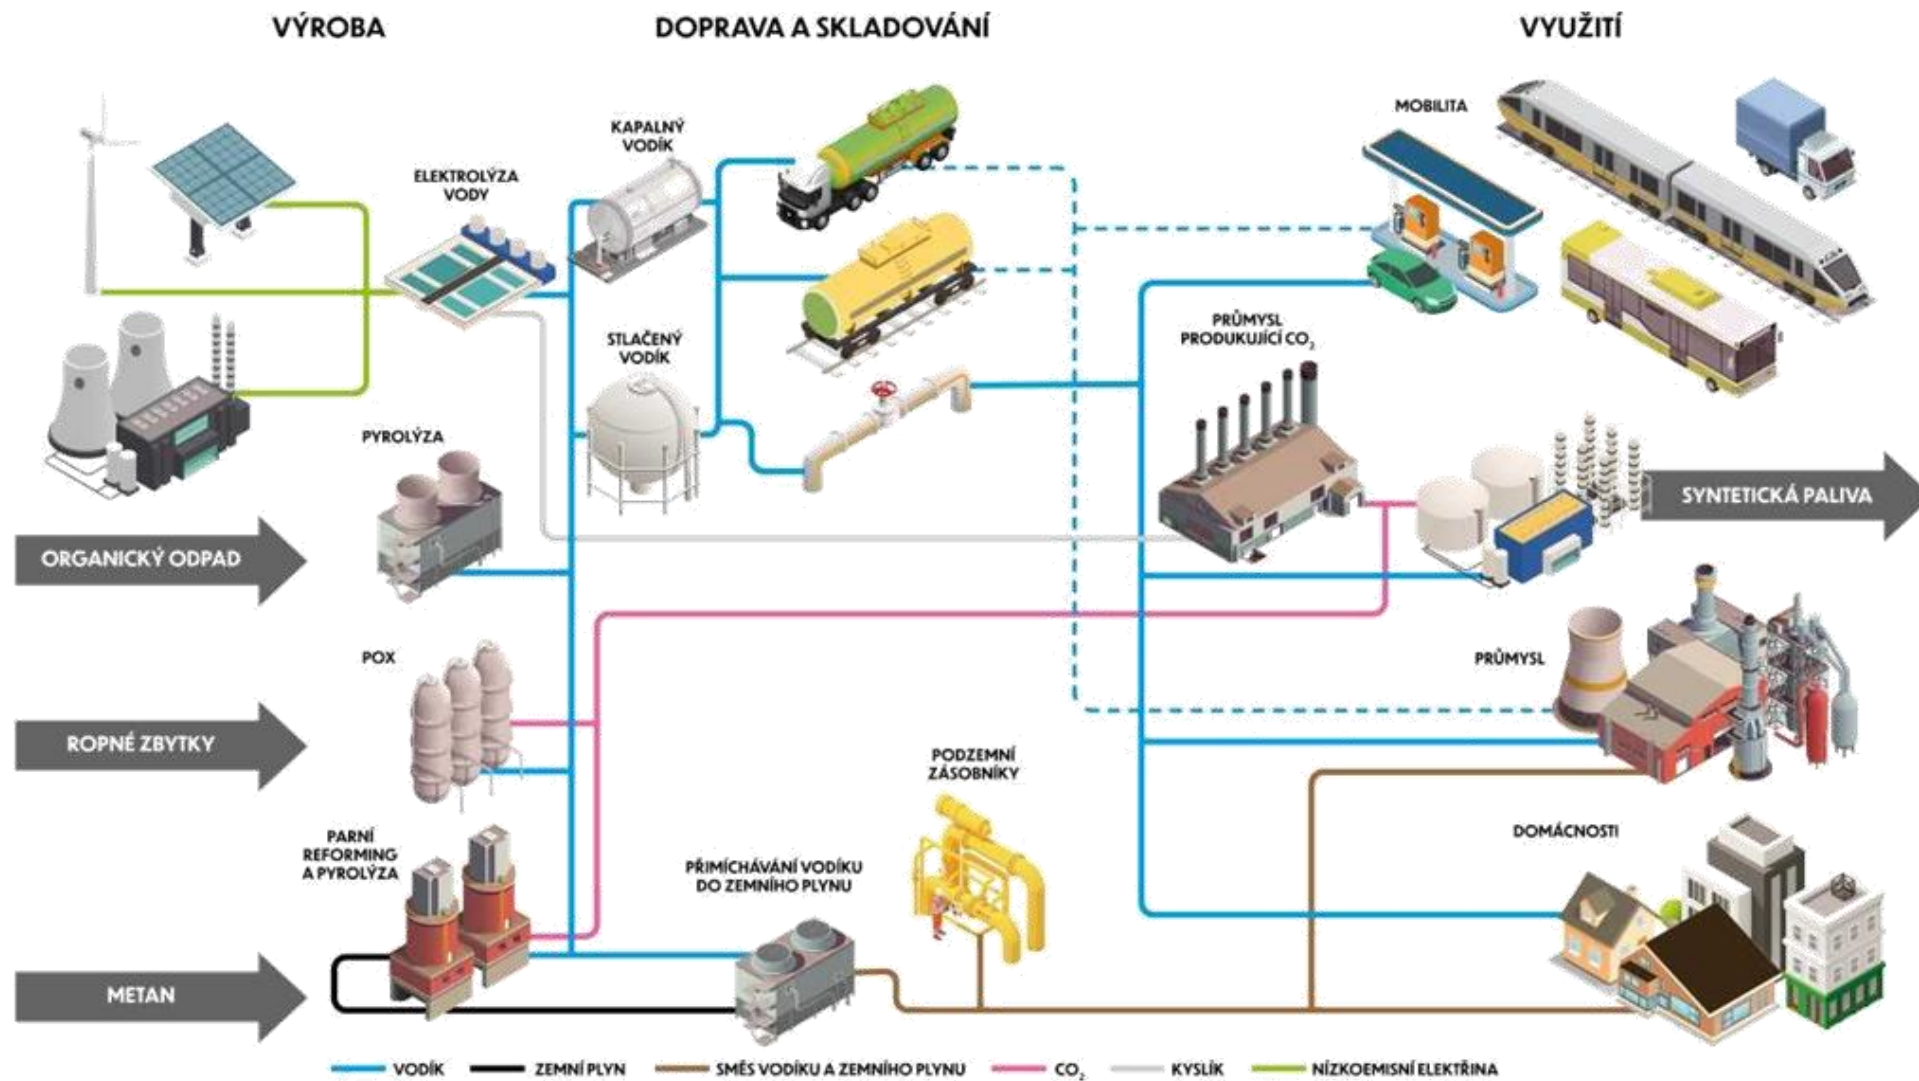 VÝROBA
DOPRAVA A SKLADOVÁNÍ
VYUŽITÍ
MOBILITA
KAPALNÝ
VODÍK
ELEKTROLÝZA
VODY
PRŮMYSL
PRODUKUJÍCÍ CO₂
STLAČENÝ
VODÍK
PYROLÝZA
SYNTETICKÁ PALIVA
ORGANICKÝ ODPAD
POX
PRŮMYSL
ROPNÉ ZBYTKY
PODZEMNÍ
ZÁSOBNÍKY
PARNÍ
REFORMING
A PYROLÝZA
PŘIMÍCHÁVÁNÍ VODÍKU
DO ZEMNÍHO PLYNU
DOMÁCNOSTI
METAN
VODÍK
ZEMNÍ PLYN
SMĚS VODÍKU A ZEMNÍHO PLYNU
CO₂
KYSLÍK
NÍZKOEMISNÍ ELEKTŘINA